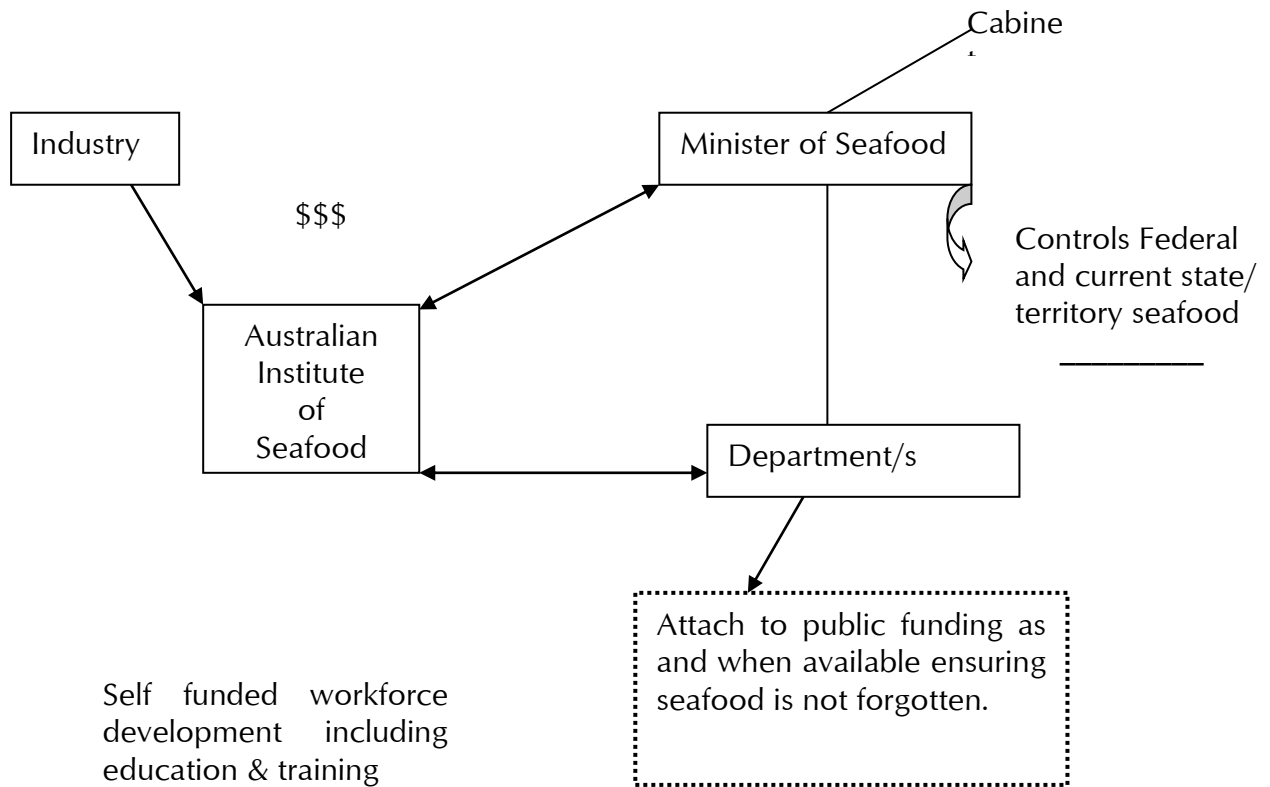 Cabine
Industry
Minister of Seafood
$$$
Controls Federal
and current state/
territory seafood
__________
Australian
Institute
of
Seafood
Department/s
Attach to public funding as
and when available ensuring
seafood is not forgotten.
Self funded workforce
development including
education & training